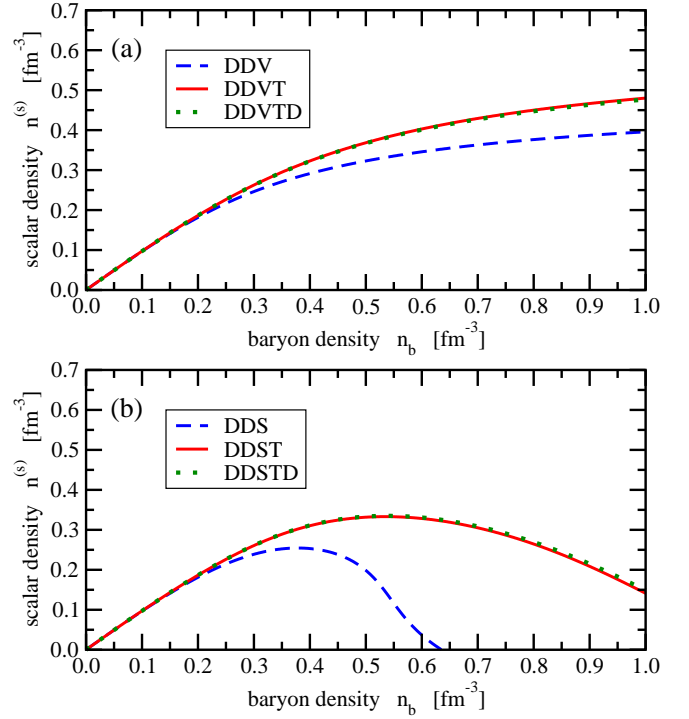 0.7
0.6
0.5
0.4
0.3
0.2
0.1
0.0
scalar density n^(s) [fm^-3]
(a)
DDV
DDVT
DDVTD
0.0 0.1 0.2 0.3 0.4 0.5 0.6 0.7 0.8 0.9 1.0
baryon density n_b [fm^-3]
0.7
0.6
0.5
0.4
0.3
0.2
0.1
0.0
scalar density n^(s) [fm^-3]
(b)
DDS
DDST
DDSTD
0.0 0.1 0.2 0.3 0.4 0.5 0.6 0.7 0.8 0.9 1.0
baryon density n_b [fm^-3]